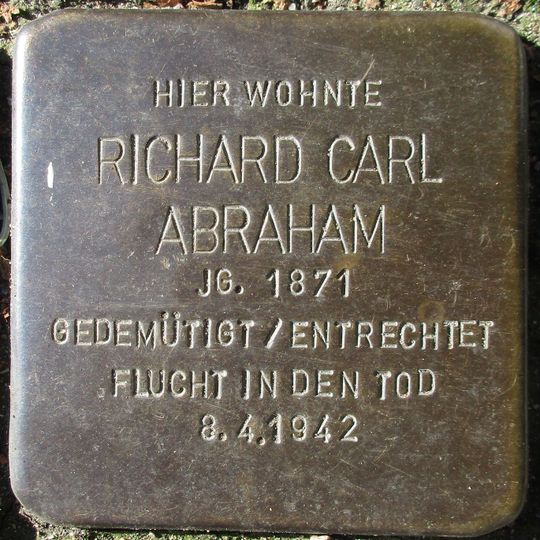 HIER WOHNTE
RICHARD CARL
ABRAHAM
JG. 1871
GEDEMÜTIGT / ENTRECHTET
FLUCHT IN DEN TOD
8.4.1942